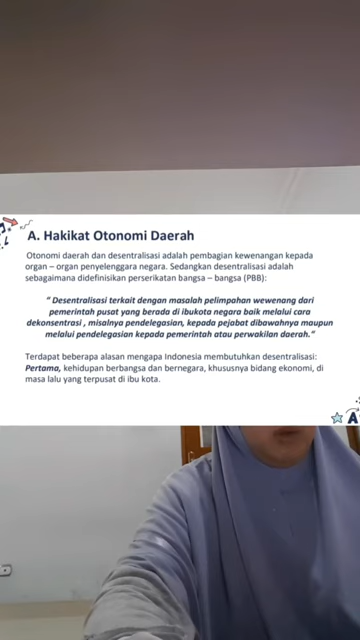 A. Hakikat Otonomi Daerah
Otonomi daerah dan desentralisasi adalah pembagian kewenangan kepada
organ – organ penyelenggara negara. Sedangkan desentralisasi adalah
sebagaimana didefinisikan perserikatan bangsa – bangsa (PBB):
“ Desentralisasi terkait dengan masalah pelimpahan wewenang dari
pemerintah pusat yang berada di ibukota negara baik melalui cara
dekonsentrasi , misalnya pendelegasian, kepada pejabat dibawahnya maupun
melalui pendelegasian kepada pemerintah atau perwakilan daerah.“
Terdapat beberapa alasan mengapa Indonesia membutuhkan desentralisasi:
Pertama, kehidupan berbangsa dan bernegara, khususnya bidang ekonomi, di
masa lalu yang terpusat di ibu kota.
A